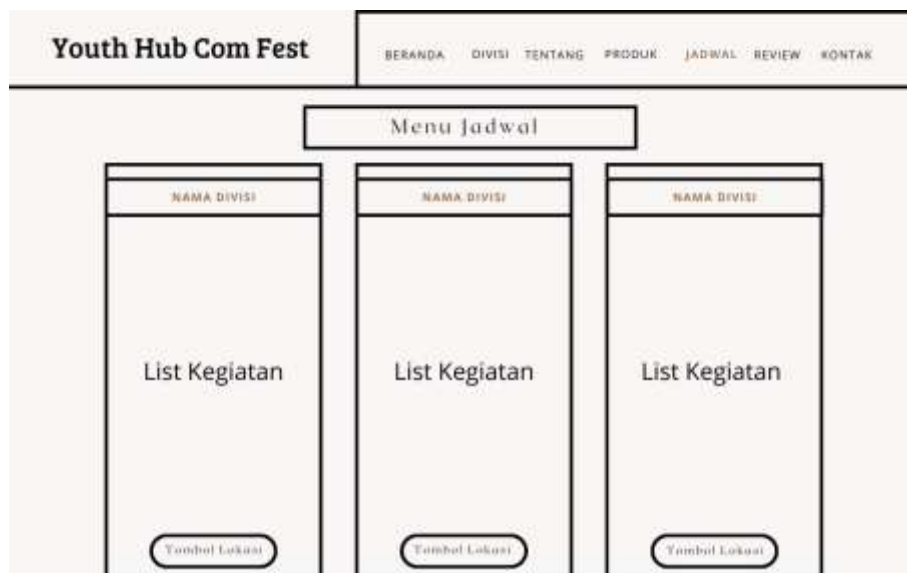 Youth Hub Com Fest
BERANDA DIVISI TENTANG PRODUK JADWAL REVIEW KONTAK
Menu Jadwal
NAMA DIVISI NAMA DIVISI NAMA DIVISI
List Kegiatan List Kegiatan List Kegiatan
Tombol Lokasi Tombol Lokasi Tombol Lokasi